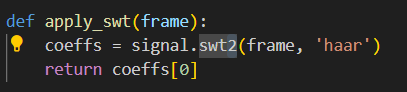 def apply_swt(frame):
    coeffs = signal.swt2(frame, 'haar')
    return coeffs[0]